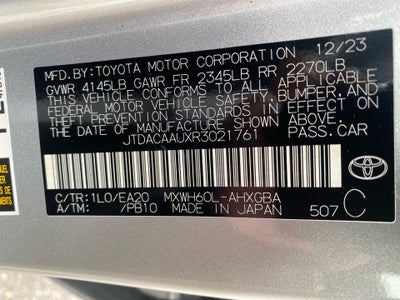 MFD.BY:TOYOTA MOTOR CORPORATION 12/23
GVWR 4145LB GAWR FR 2345LB RR 2270LB
THIS VEHICLE CONFORMS TO ALL APPLICABLE
FEDERAL MOTOR VEHICLE SAFETY,BUMPER,AND
THEFT PREVENTION STANDARDS IN EFFECT ON
THE DATE OF MANUFACTURE SHOWN ABOVE.
JTDACAAUXR3021761 PASS.CAR
C/TR:1L0/EA20 MXWH60L-AHXGBA
A/TM: /PB10 MADE IN JAPAN 507 C
TOYOTA